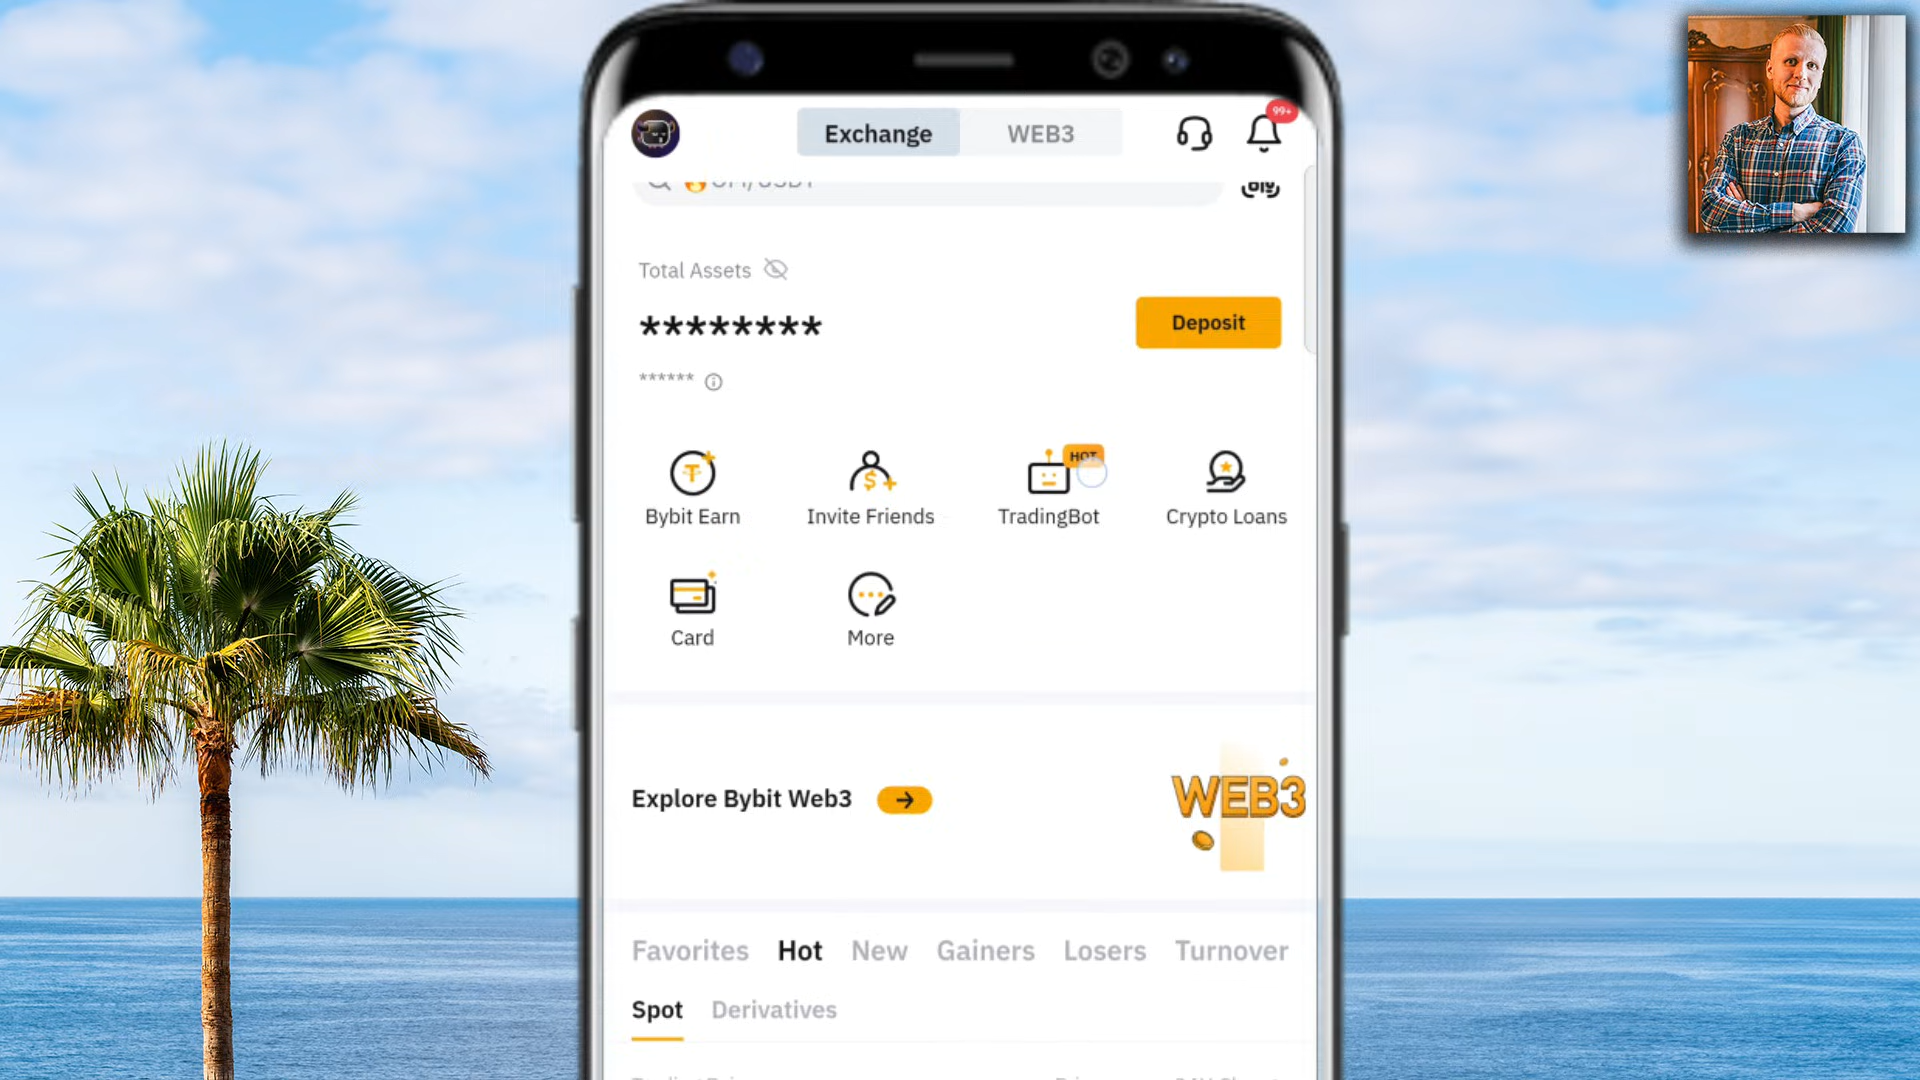 Exchange WEB3 99+
Total Assets
********
Deposit
******
HOT
Bybit Earn Invite Friends TradingBot Crypto Loans
Card More
Explore Bybit Web3
WEB3
Favorites Hot New Gainers Losers Turnover
Spot Derivatives